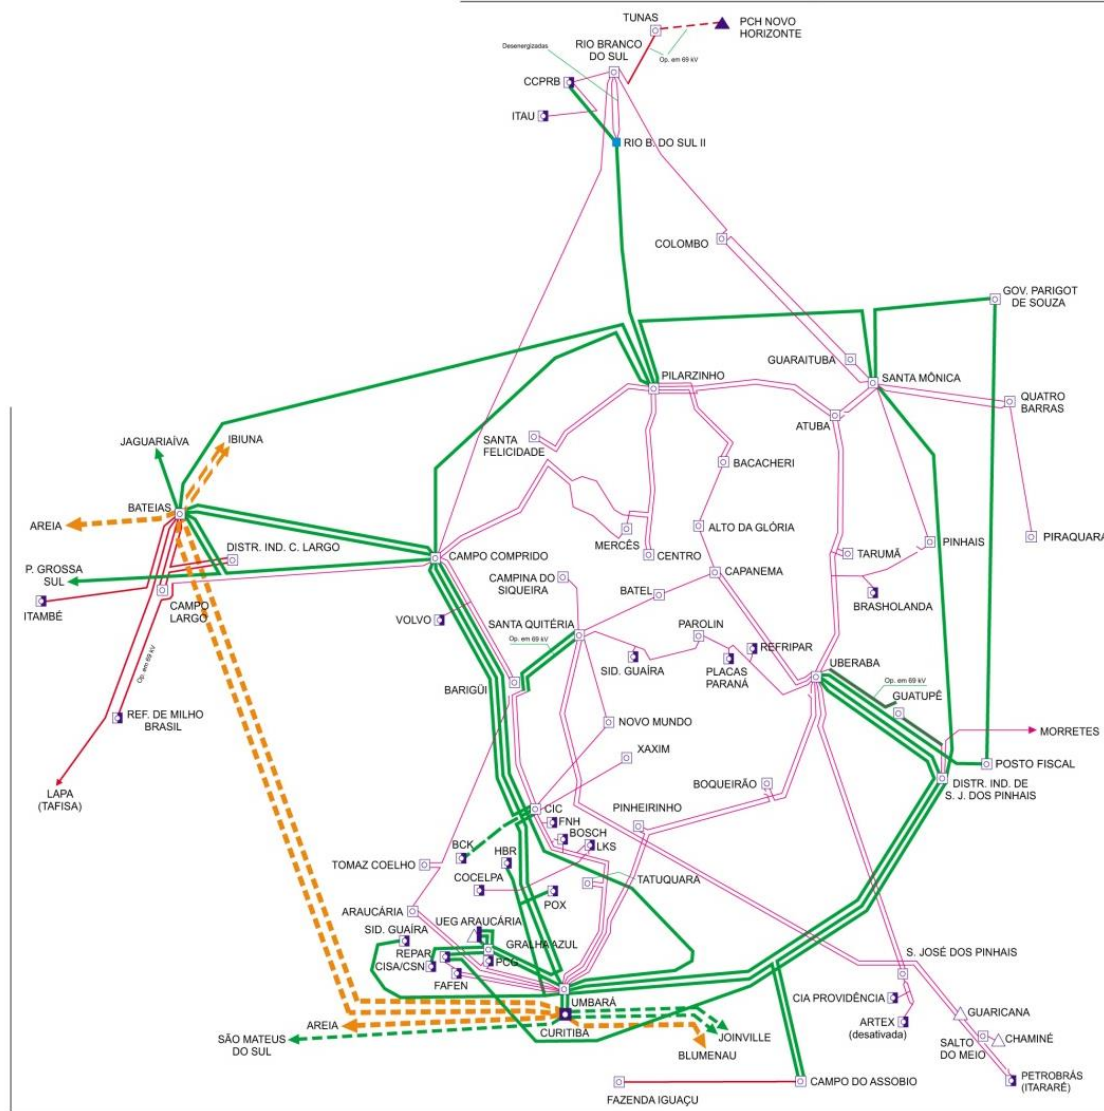 TUNAS
PCH NOVO
HORIZONTE
RIO BRANCO
DO SUL
Desenergizadas
Op. em 69 kV
CCPRB
ITAU
RIO B. DO SUL II
COLOMBO
GOV. PARIGOT
DE SOUZA
GUARAITUBA
PILARZINHO
SANTA MÔNICA
QUATRO
BARRAS
ATUBA
JAGUARIAÍVA
IBIUNA
SANTA
FELICIDADE
BACACHERI
BATEIAS
AREIA
ALTO DA GLÓRIA
PIRAQUARA
PINHAIS
MERCÊS
CENTRO
TARUMÃ
DISTR. IND. C. LARGO
CAMPO COMPRIDO
P. GROSSA
SUL
CAMPINA DO
SIQUEIRA
CAPANEMA
BATEL
BRASHOLANDA
ITAMBÉ
CAMPO
LARGO
VOLVO
SANTA QUITÉRIA
PAROLIN
Op. em 69 kV
REFRIPAR
SID. GUAÍRA
PLACAS
PARANÁ
UBERABA
Op. em 69 kV
Op. em 69 kV
GUATUPÊ
BARIGÜI
REF. DE MILHO
BRASIL
NOVO MUNDO
MORRETES
XAXIM
POSTO FISCAL
DISTR. IND. DE
S. J. DOS PINHAIS
BOQUEIRÃO
LAPA
(TAFISA)
CIC
PINHEIRINHO
FNH
BOSCH
LKS
BCK
HBR
TOMAZ COELHO
COCELPA
TATUQUARA
POX
ARAUCÁRIA
UEG ARAUCÁRIA
SID. GUAÍRA
GRALHA AZUL
REPAR
PCG
CISA/CSN
FAFEN
S. JOSÉ DOS PINHAIS
UMBARÁ
CIA PROVIDÊNCIA
GUARICANA
AREIA
CURITIBA
ARTEX
(desativada)
SÃO MATEUS
DO SUL
JOINVILLE
BLUMENAU
SALTO
DO MEIO
CHAMINÉ
CAMPO DO ASSOBIO
PETROBRÁS
(ITARARÉ)
FAZENDA IGUAÇU